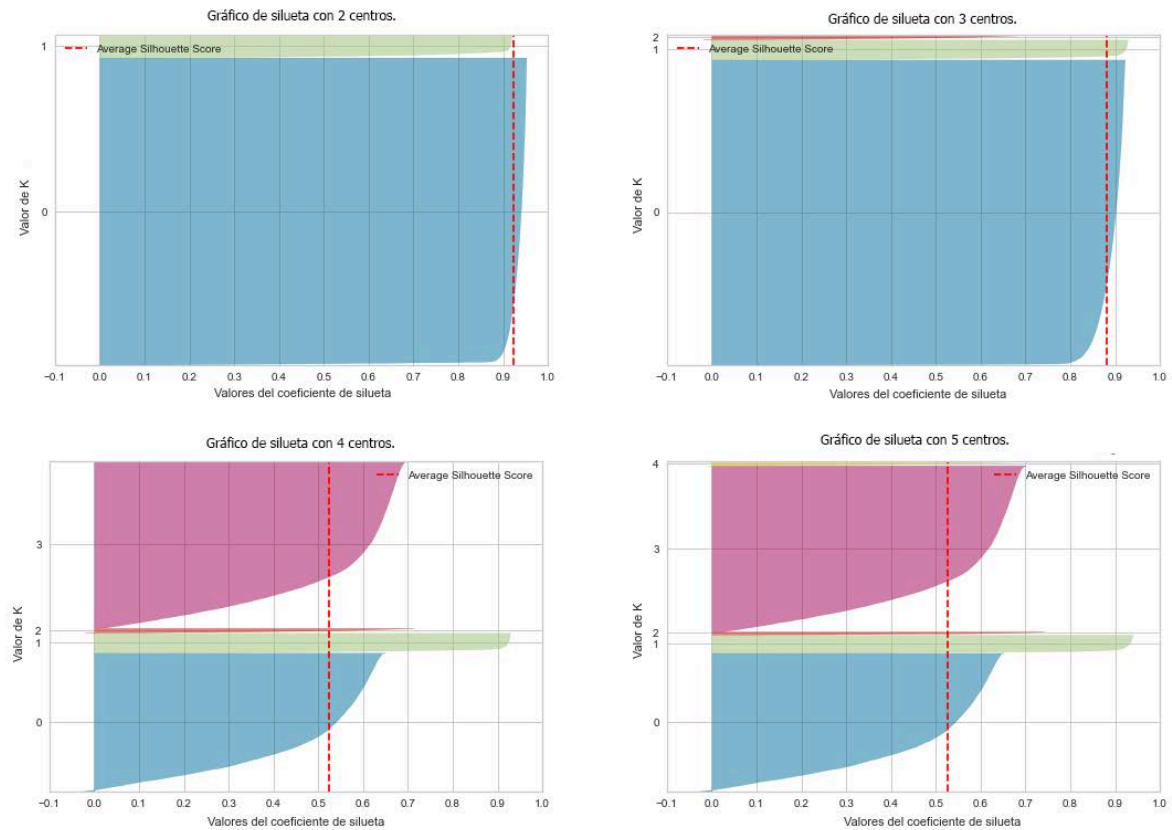 Gráfico de silueta con 2 centros.
Average Silhouette Score
1
0
Valor de K
−0.1 0.0 0.1 0.2 0.3 0.4 0.5 0.6 0.7 0.8 0.9 1.0
Valores del coeficiente de silueta
Gráfico de silueta con 3 centros.
Average Silhouette Score
2
1
0
Valor de K
−0.1 0.0 0.1 0.2 0.3 0.4 0.5 0.6 0.7 0.8 0.9 1.0
Valores del coeficiente de silueta
Gráfico de silueta con 4 centros.
Average Silhouette Score
3
2
1
0
Valor de K
−0.1 0.0 0.1 0.2 0.3 0.4 0.5 0.6 0.7 0.8 0.9 1.0
Valores del coeficiente de silueta
Gráfico de silueta con 5 centros.
Average Silhouette Score
4
3
2
1
0
Valor de K
−0.1 0.0 0.1 0.2 0.3 0.4 0.5 0.6 0.7 0.8 0.9 1.0
Valores del coeficiente de silueta